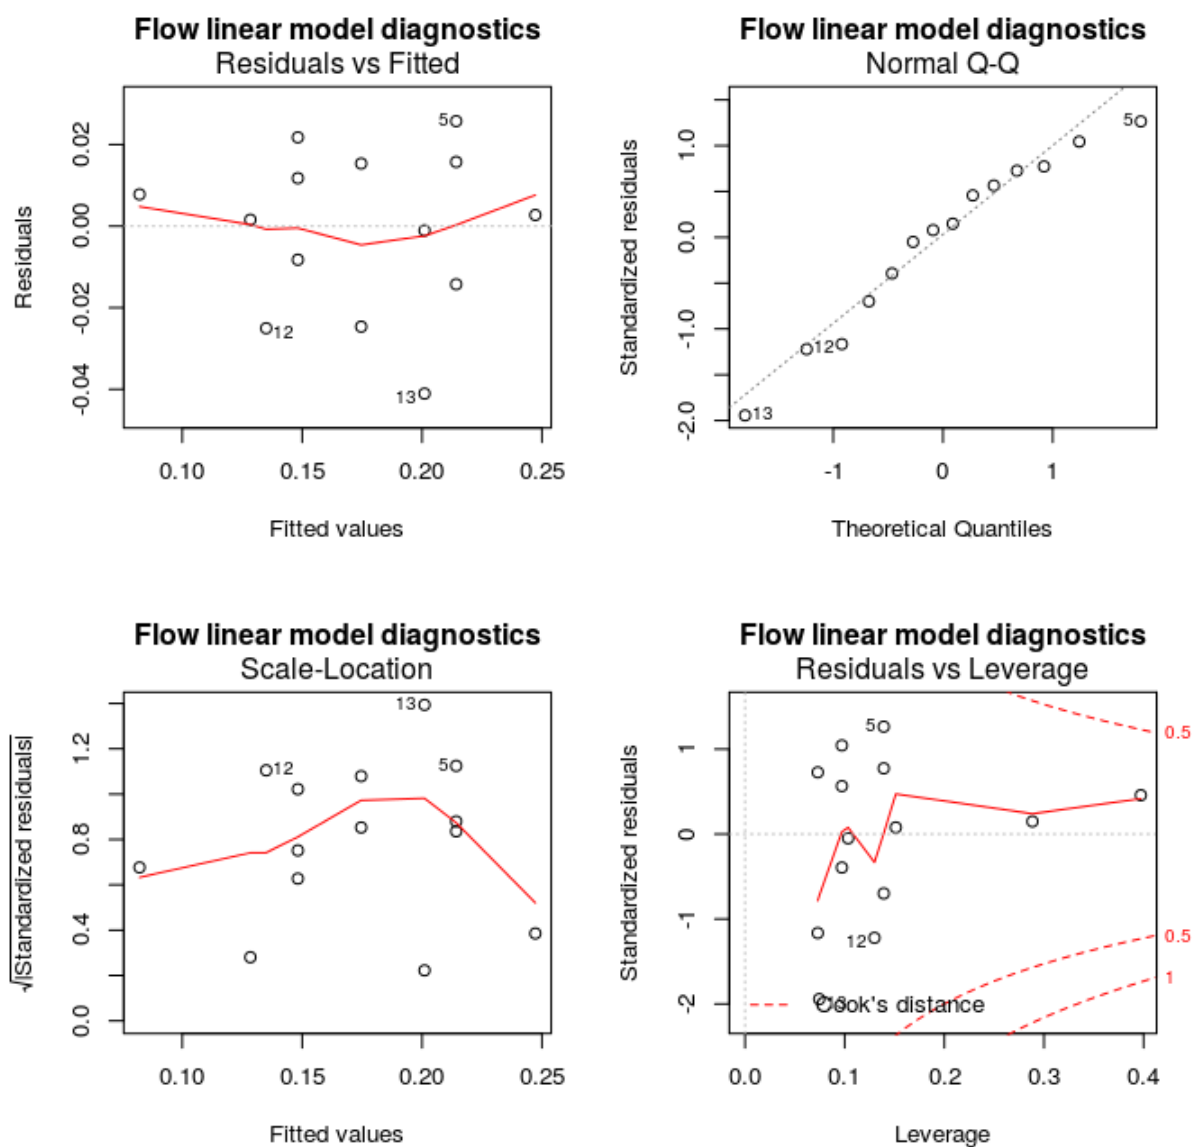 Flow linear model diagnostics
Residuals vs Fitted
Residuals
-0.04 -0.02 0.00 0.02
5
12
13
0.10 0.15 0.20 0.25
Fitted values
Flow linear model diagnostics
Normal Q-Q
Standardized residuals
-2.0 -1.0 0.0 1.0
5
12
13
-1 0 1
Theoretical Quantiles
Flow linear model diagnostics
Scale-Location
√|Standardized residuals|
0.0 0.4 0.8 1.2
13
12
5
0.10 0.15 0.20 0.25
Fitted values
Flow linear model diagnostics
Residuals vs Leverage
Standardized residuals
-2 -1 0 1
5
0.5
12
0.5
1
13
Cook's distance
0.0 0.1 0.2 0.3 0.4
Leverage